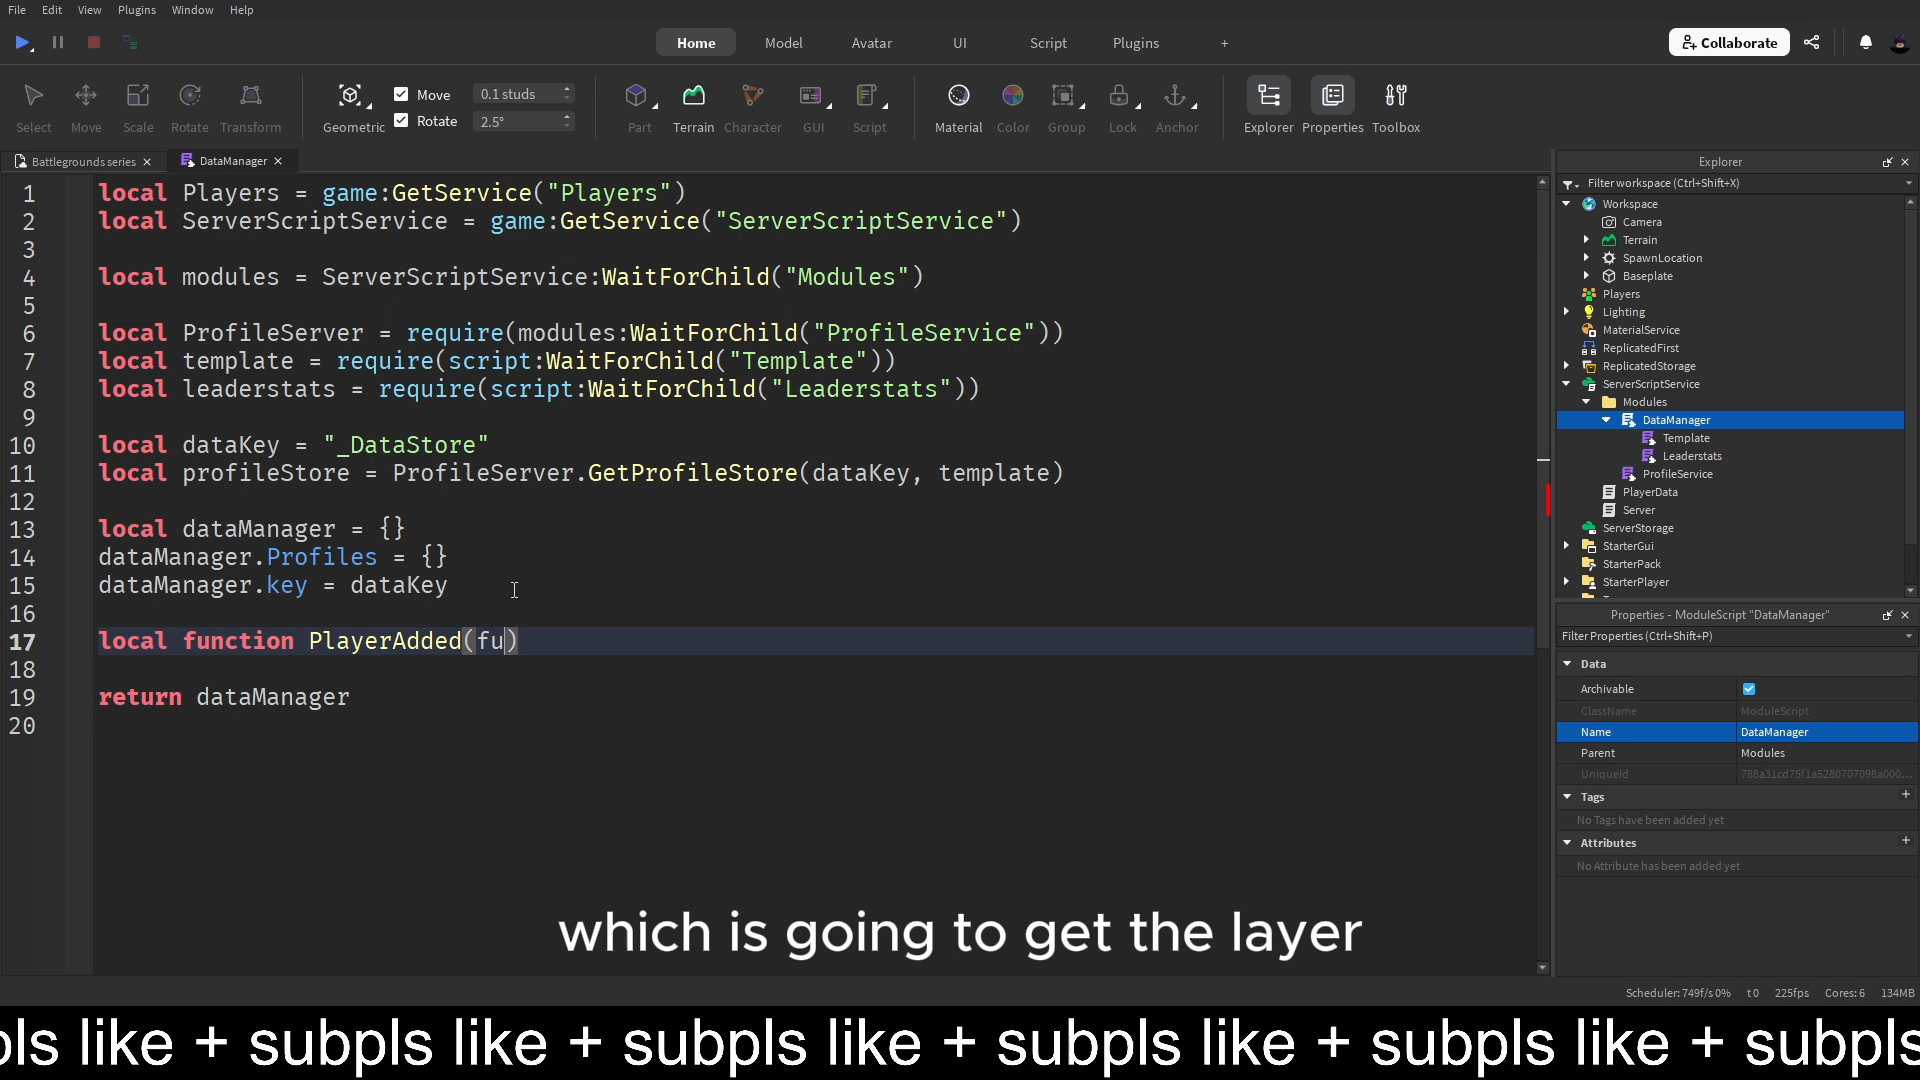 File Edit View Plugins Window Help
Home Model Avatar UI Script Plugins +
Collaborate
Select Move Scale Rotate Transform
Geometric
Move 0.1 studs
Rotate 2.5°
Part Terrain Character GUI Script
Material Color Group Lock Anchor
Explorer Properties Toolbox
Battlegrounds series
DataManager
1 local Players = game:GetService("Players")
2 local ServerScriptService = game:GetService("ServerScriptService")
3
4 local modules = ServerScriptService:WaitForChild("Modules")
5
6 local ProfileServer = require(modules:WaitForChild("ProfileService"))
7 local template = require(script:WaitForChild("Template"))
8 local leaderstats = require(script:WaitForChild("Leaderstats"))
9
10 local dataKey = "_DataStore"
11 local profileStore = ProfileServer.GetProfileStore(dataKey, template)
12
13 local dataManager = {}
14 dataManager.Profiles = {}
15 dataManager.key = dataKey
16
17 local function PlayerAdded(fu)
18
19 return dataManager
20
Explorer
Filter workspace (Ctrl+Shift+X)
Workspace
Camera
Terrain
SpawnLocation
Baseplate
Players
Lighting
MaterialService
ReplicatedFirst
ReplicatedStorage
ServerScriptService
Modules
DataManager
Template
Leaderstats
ProfileService
PlayerData
Server
ServerStorage
StarterGui
StarterPack
StarterPlayer
Properties - ModuleScript "DataManager"
Filter Properties (Ctrl+Shift+P)
Data
Archivable
ClassName ModuleScript
Name DataManager
Parent Modules
UniqueId 788a31cd75f1a5280707098a000...
Tags +
No Tags have been added yet
Attributes +
No Attribute has been added yet
which is going to get the layer
Scheduler: 749f/s 0% t0 225fps Cores: 6 134MB
pls like + subpls like + subpls like + subpls like + subpls like + subpls